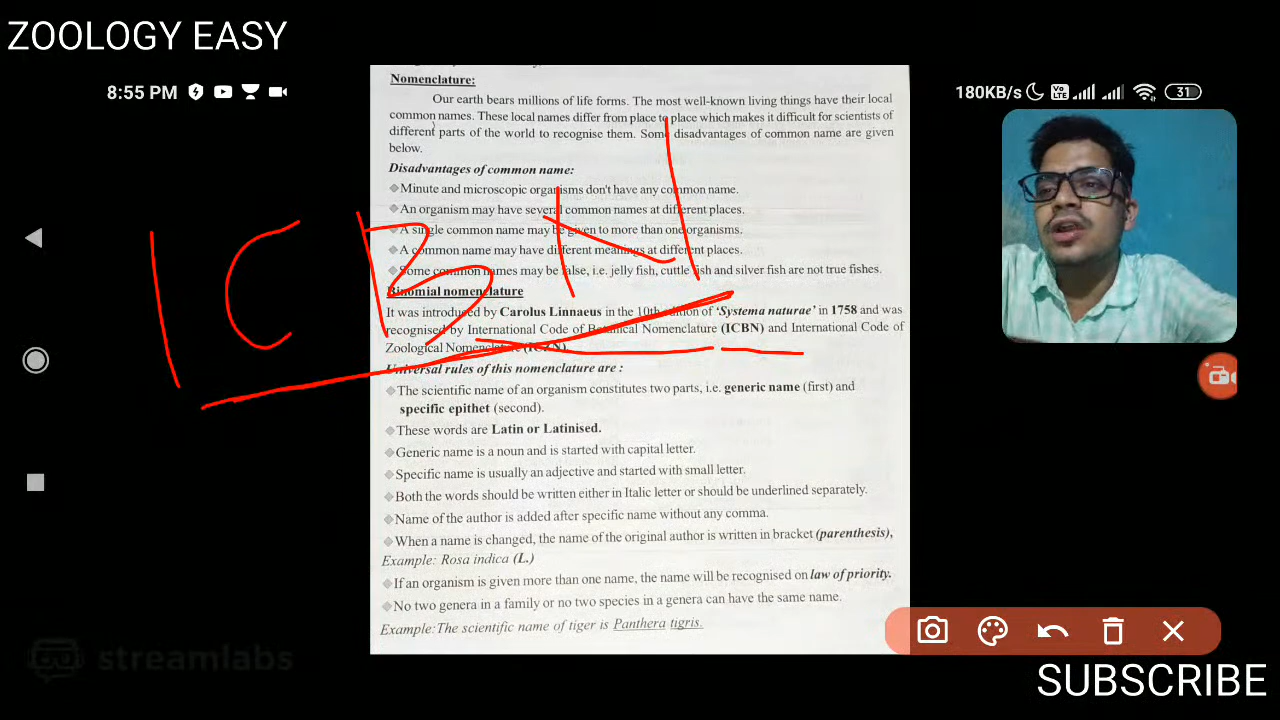 ZOOLOGY EASY
8:55 PM
180KB/s
Vo LTE
31
Nomenclature:
Our earth bears millions of life forms. The most well-known living things have their local
common names. These local names differ from place to place which makes it difficult for scientists of
different parts of the world to recognise them. Some disadvantages of common name are given
below.
Disadvantages of common name:
Minute and microscopic organisms don't have any common name.
An organism may have several common names at different places.
A single common name may be given to more than one organisms.
A common name may have different meanings at different places.
Some common names may be false, i.e. jelly fish, cuttle fish and silver fish are not true fishes.
Binomial nomenclature
It was introduced by Carolus Linnaeus in the 10th edition of 'Systema naturae' in 1758 and was
recognised by International Code of Botanical Nomenclature (ICBN) and International Code of
Zoological Nomenclature (ICZN).
ICBN
Universal rules of this nomenclature are :
The scientific name of an organism constitutes two parts, i.e. generic name (first) and
specific epithet (second).
These words are Latin or Latinised.
Generic name is a noun and is started with capital letter.
Specific name is usually an adjective and started with small letter.
Both the words should be written either in Italic letter or should be underlined separately.
Name of the author is added after specific name without any comma.
When a name is changed, the name of the original author is written in bracket (parenthesis),
Example: Rosa indica (L.)
If an organism is given more than one name, the name will be recognised on law of priority.
No two genera in a family or no two species in a genera can have the same name.
Example: The scientific name of tiger is Panthera tigris.
streamlabs
SUBSCRIBE